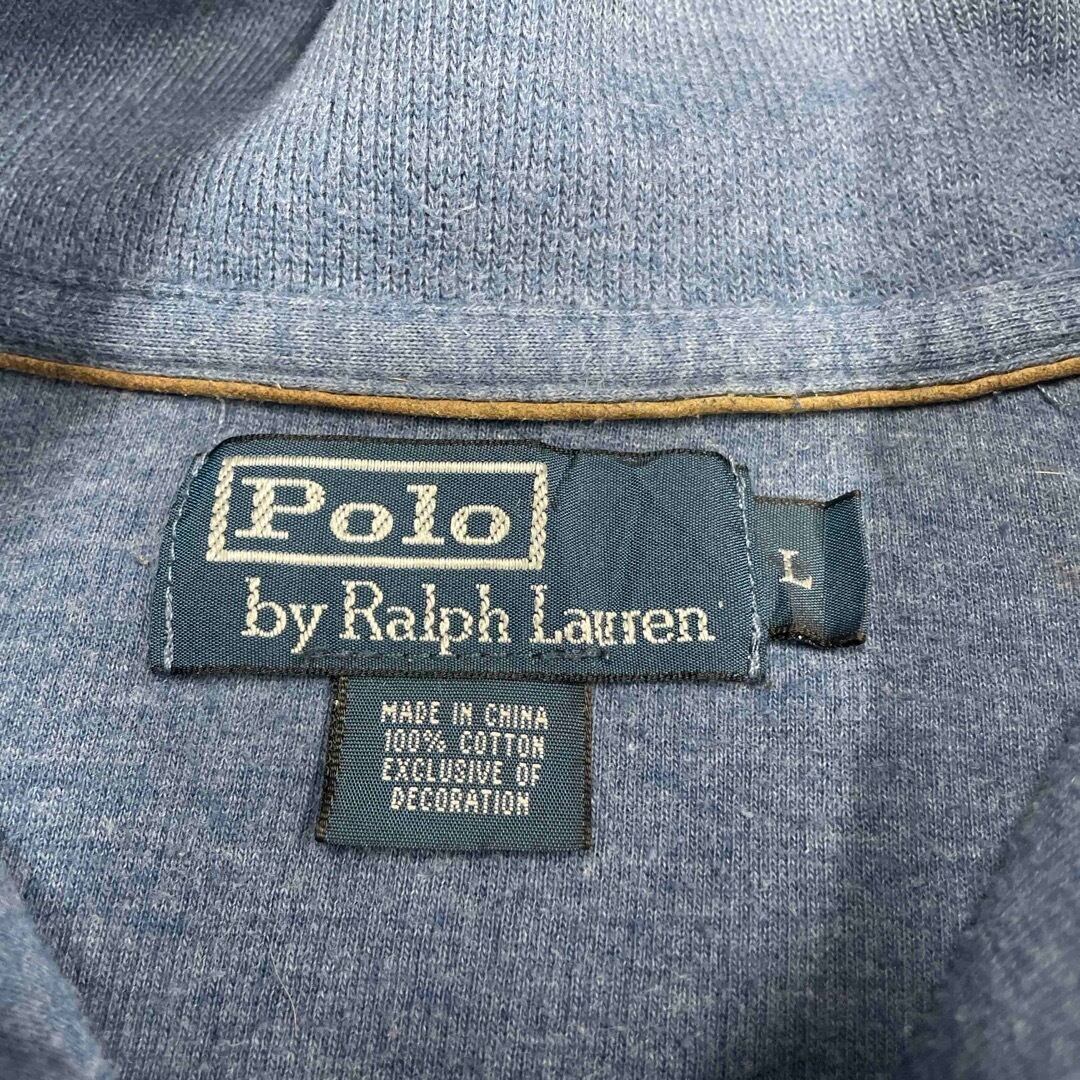 Polo
by Ralph Lauren
L
MADE IN CHINA
100% COTTON
EXCLUSIVE OF
DECORATION